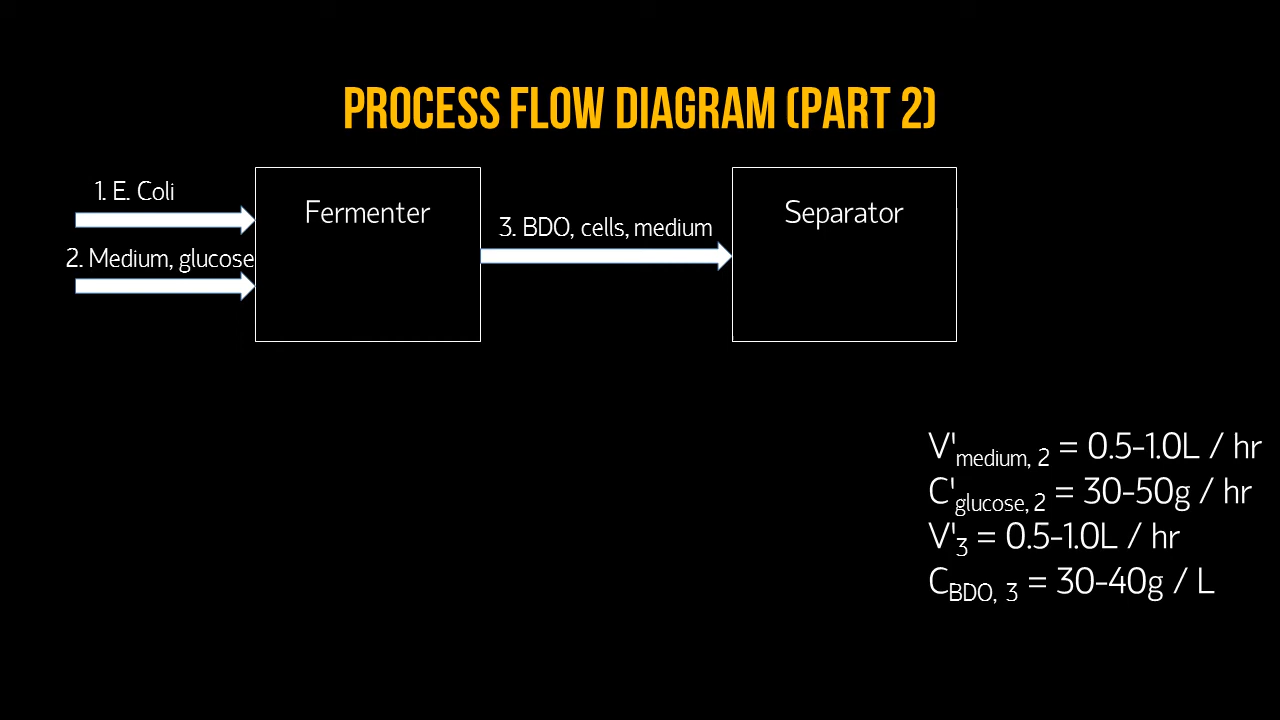 PROCESS FLOW DIAGRAM (PART 2)
1. E. Coli
2. Medium, glucose
Fermenter
3. BDO, cells, medium
Separator
V'medium, 2 = 0.5-1.0L / hr
C'glucose, 2 = 30-50g / hr
V'3 = 0.5-1.0L / hr
CBDO, 3 = 30-40g / L